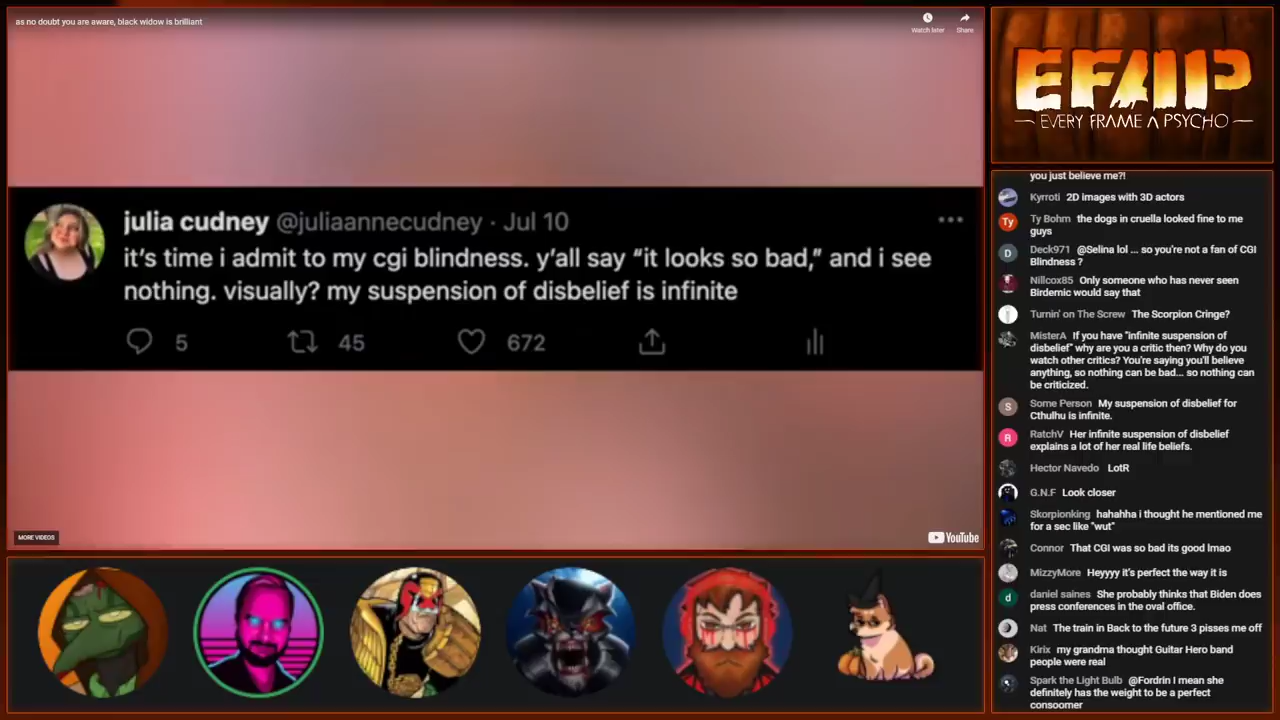 as no doubt you are aware, black widow is brilliant
Watch later
Share
julia cudney @juliaannecudney · Jul 10
it's time i admit to my cgi blindness. y'all say “it looks so bad,” and i see
nothing. visually? my suspension of disbelief is infinite
5
45
672
MORE VIDEOS
YouTube
EFAIP
EVERY FRAME A PSYCHO
you just believe me?!
Kyrroti 2D images with 3D actors
Ty
Ty Bohm the dogs in cruella looked fine to me
guys
D
Deck971 @Selina lol ... so you're not a fan of CGI
Blindness ?
Nillcox85 Only someone who has never seen
Birdemic would say that
Turnin' on The Screw The Scorpion Cringe?
MisterA If you have "infinite suspension of
disbelief" why are you a critic then? Why do you
watch other critics? You're saying you'll believe
anything, so nothing can be bad... so nothing can
be criticized.
S
Some Person My suspension of disbelief for
Cthulhu is infinite.
R
RatchV Her infinite suspension of disbelief
explains a lot of her real life beliefs.
Hector Navedo LotR
G.N.F Look closer
Skorpionking hahahha i thought he mentioned me
for a sec like "wut"
Connor That CGI was so bad its good lmao
MizzyMore Heyyyy it's perfect the way it is
d
daniel saines She probably thinks that Biden does
press conferences in the oval office.
Nat The train in Back to the future 3 pisses me off
Kirix my grandma thought Guitar Hero band
people were real
Spark the Light Bulb @Fordrin I mean she
definitely has the weight to be a perfect
consoomer